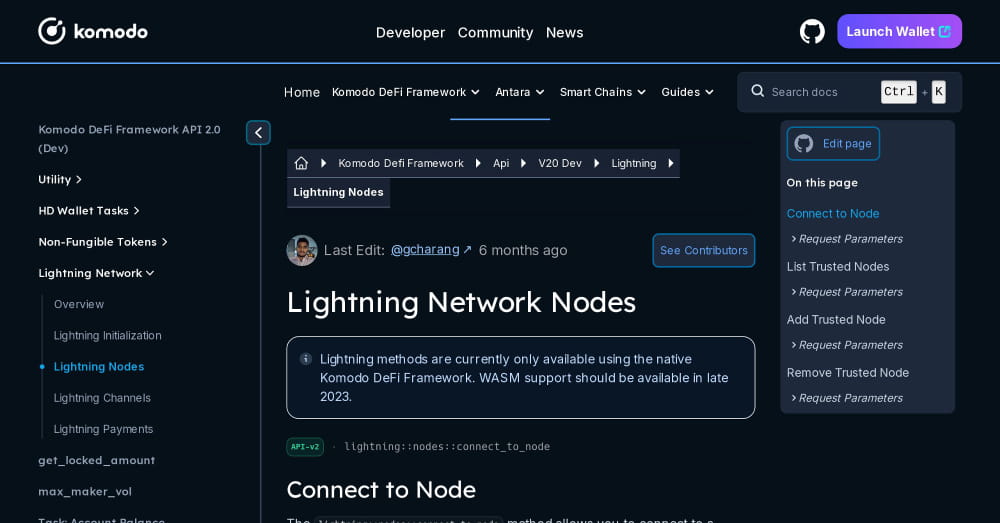 komodo
Developer Community News
Launch Wallet
Home Komodo DeFi Framework Antara Smart Chains Guides
Search docs Ctrl + K
Komodo DeFi Framework API 2.0
(Dev)
Utility
HD Wallet Tasks
Non-Fungible Tokens
Lightning Network
Overview
Lightning Initialization
Lightning Nodes
Lightning Channels
Lightning Payments
get_locked_amount
max_maker_vol
Task: Account Balance
Komodo Defi Framework Api V20 Dev Lightning
Lightning Nodes
Last Edit: @gcharang ↗ 6 months ago
See Contributors
Lightning Network Nodes
Lightning methods are currently only available using the native
Komodo DeFi Framework. WASM support should be available in late
2023.
API-v2 · lightning::nodes::connect_to_node
Connect to Node
The lightning::nodes::connect_to_node method allows you to connect to a
Edit page
On this page
Connect to Node
Request Parameters
List Trusted Nodes
Request Parameters
Add Trusted Node
Request Parameters
Remove Trusted Node
Request Parameters